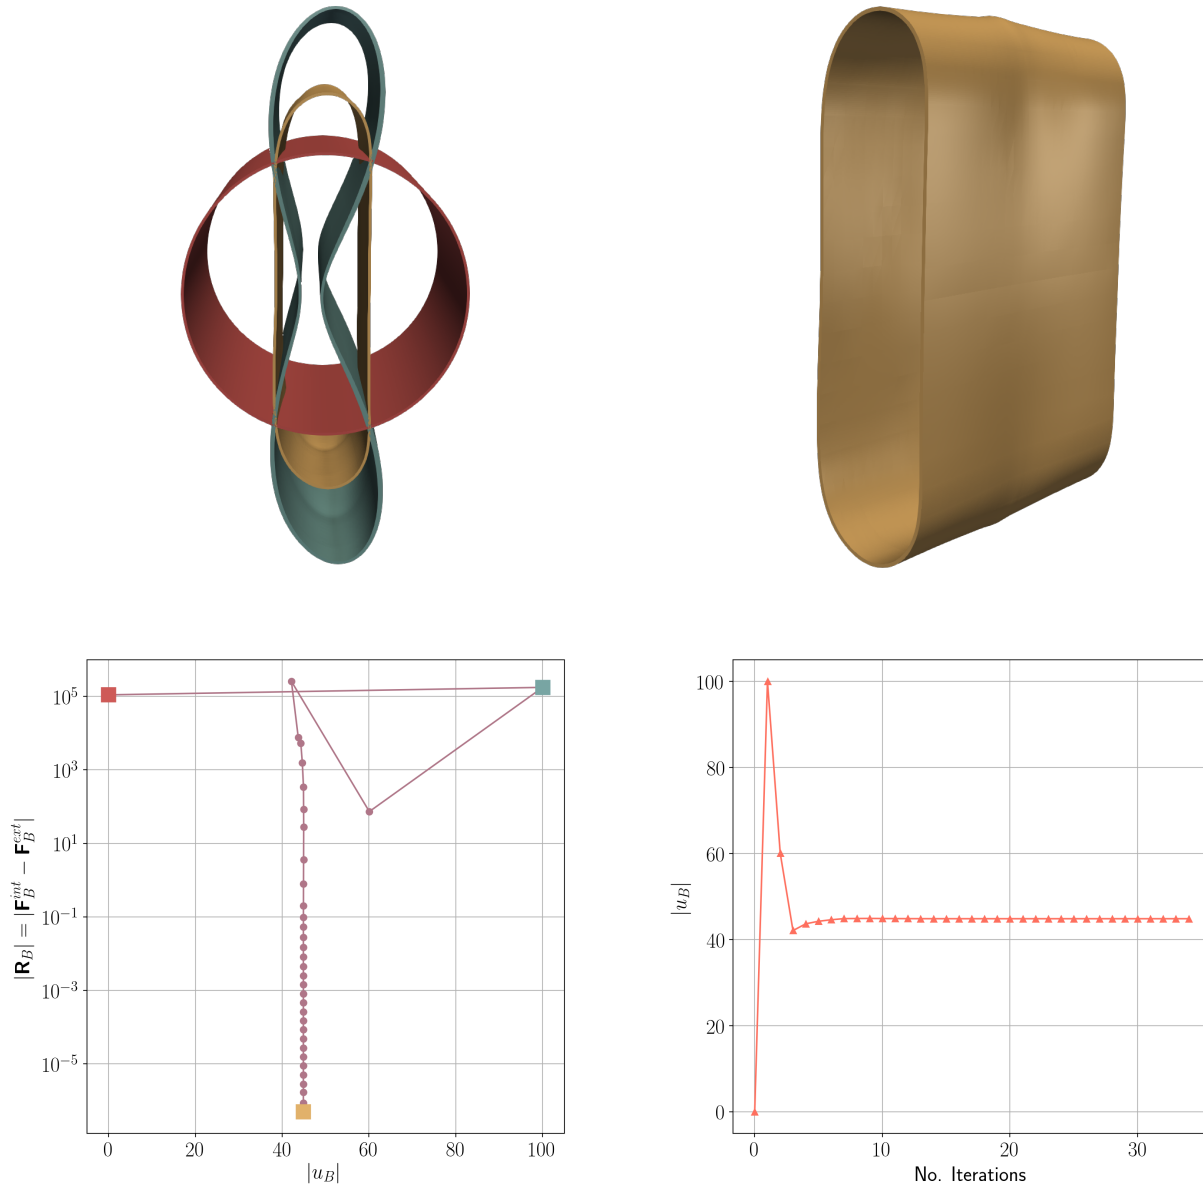 10^5
10^3
10^1
10^{-1}
10^{-3}
10^{-5}
|R_B| = |F_B^{int} − F_B^{ext}|
0 20 40 60 80 100
|u_B|
100
80
60
40
20
0
|u_B|
0 10 20 30
No. Iterations